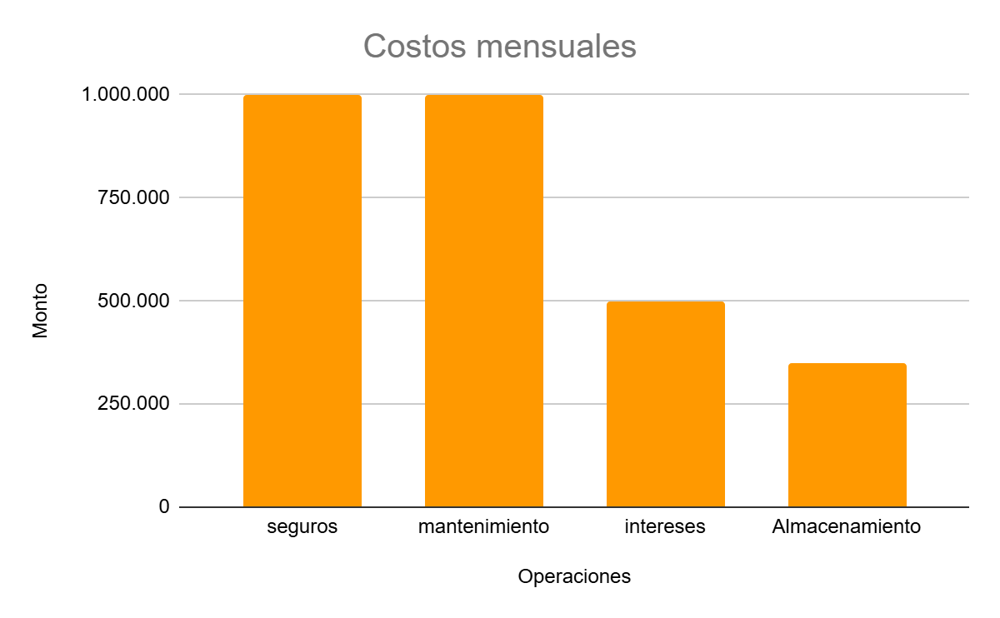 Costos mensuales
1.000.000
750.000
500.000
250.000
0
Monto
seguros
mantenimiento
intereses
Almacenamiento
Operaciones